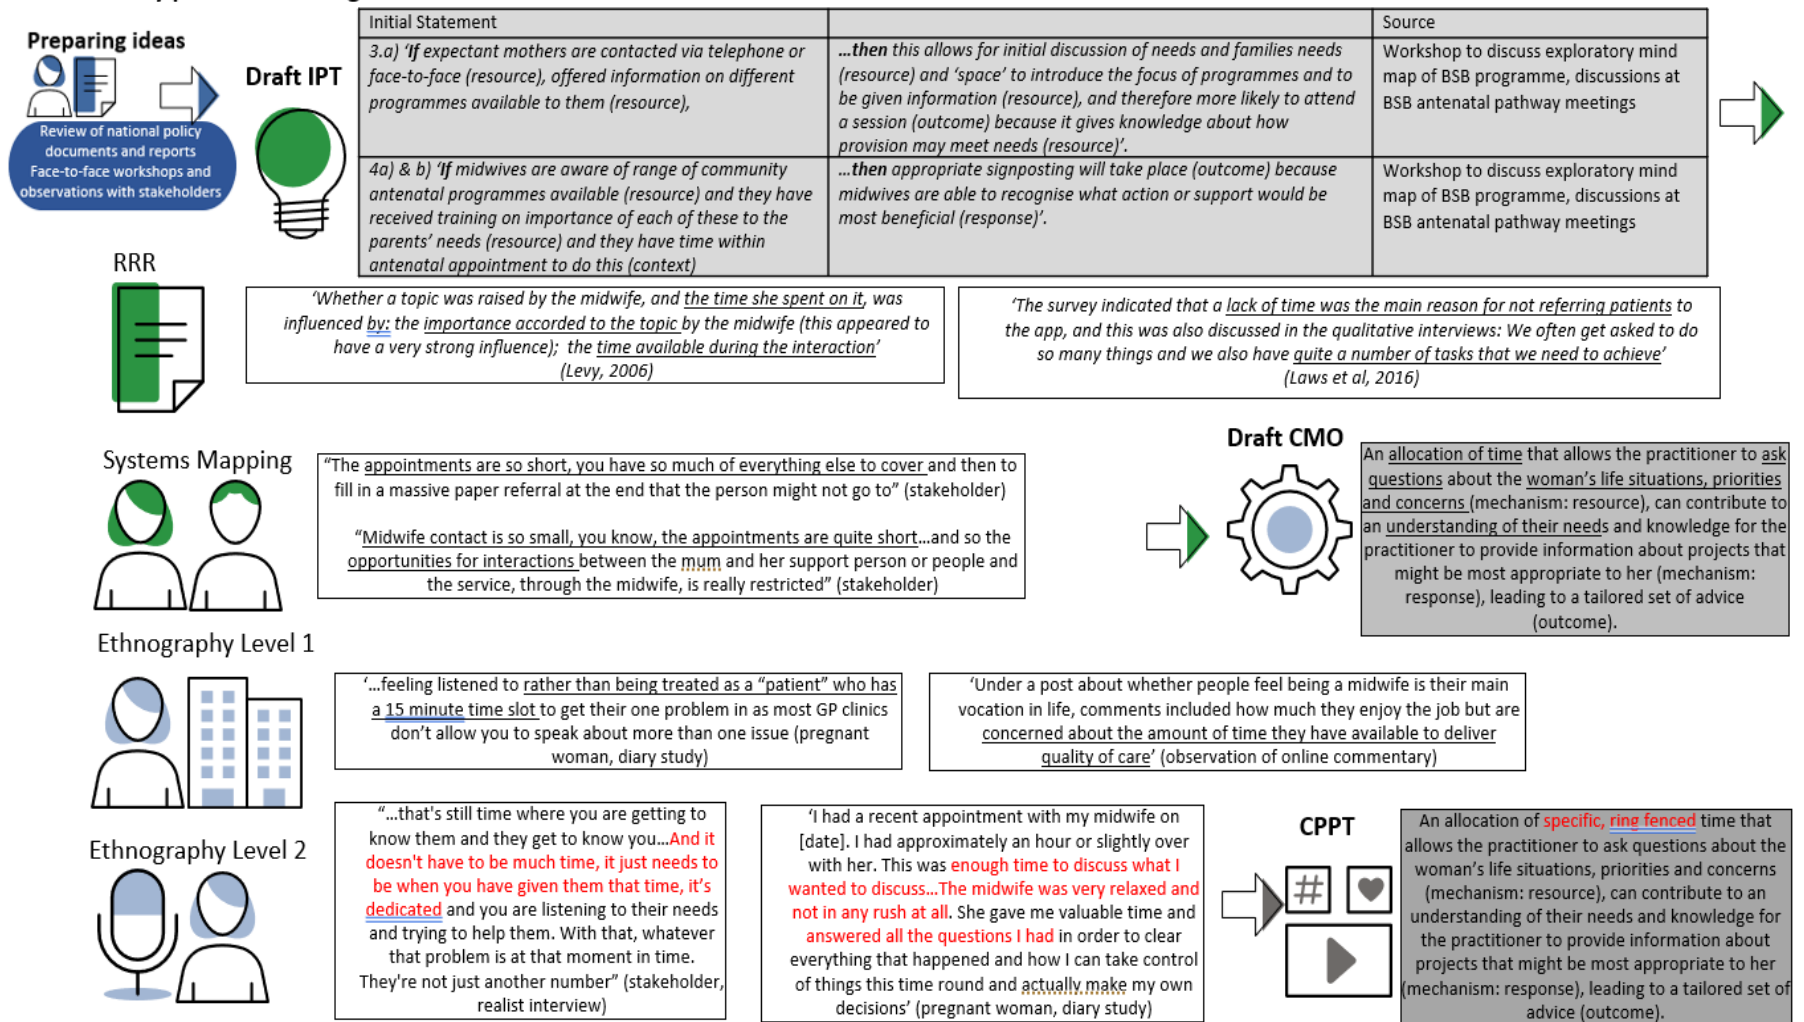 Preparing ideas
Review of national policy
documents and reports
Face-to-face workshops and
observations with stakeholders
Draft IPT
Initial Statement
Source
3.a) ‘If expectant mothers are contacted via telephone or
face-to-face (resource), offered information on different
programmes available to them (resource),
…then this allows for initial discussion of needs and families needs
(resource) and ‘space’ to introduce the focus of programmes and to
be given information (resource), and therefore more likely to attend
a session (outcome) because it gives knowledge about how
provision may meet needs (resource)’.
Workshop to discuss exploratory mind
map of BSB programme, discussions at
BSB antenatal pathway meetings
4a) & b) ‘If midwives are aware of range of community
antenatal programmes available (resource) and they have
received training on importance of each of these to the
parents’ needs (resource) and they have time within
antenatal appointment to do this (context)
…then appropriate signposting will take place (outcome) because
midwives are able to recognise what action or support would be
most beneficial (response)’.
Workshop to discuss exploratory mind
map of BSB programme, discussions at
BSB antenatal pathway meetings
RRR
‘Whether a topic was raised by the midwife, and the time she spent on it, was
influenced by: the importance accorded to the topic by the midwife (this appeared to
have a very strong influence); the time available during the interaction’
(Levy, 2006)
‘The survey indicated that a lack of time was the main reason for not referring patients to
the app, and this was also discussed in the qualitative interviews: We often get asked to do
so many things and we also have quite a number of tasks that we need to achieve’
(Laws et al, 2016)
Systems Mapping
“The appointments are so short, you have so much of everything else to cover and then to
fill in a massive paper referral at the end that the person might not go to” (stakeholder)
“Midwife contact is so small, you know, the appointments are quite short…and so the
opportunities for interactions between the mum and her support person or people and
the service, through the midwife, is really restricted” (stakeholder)
Draft CMO
An allocation of time that allows the practitioner to ask
questions about the woman’s life situations, priorities
and concerns (mechanism: resource), can contribute to
an understanding of their needs and knowledge for the
practitioner to provide information about projects that
might be most appropriate to her (mechanism:
response), leading to a tailored set of advice
(outcome).
Ethnography Level 1
‘…feeling listened to rather than being treated as a “patient” who has
a 15 minute time slot to get their one problem in as most GP clinics
don’t allow you to speak about more than one issue (pregnant
woman, diary study)
‘Under a post about whether people feel being a midwife is their main
vocation in life, comments included how much they enjoy the job but are
concerned about the amount of time they have available to deliver
quality of care’ (observation of online commentary)
Ethnography Level 2
“…that's still time where you are getting to
know them and they get to know you…And it
doesn't have to be much time, it just needs to
be when you have given them that time, it’s
dedicated and you are listening to their needs
and trying to help them. With that, whatever
that problem is at that moment in time.
They're not just another number” (stakeholder,
realist interview)
‘I had a recent appointment with my midwife on
[date]. I had approximately an hour or slightly over
with her. This was enough time to discuss what I
wanted to discuss…The midwife was very relaxed and
not in any rush at all. She gave me valuable time and
answered all the questions I had in order to clear
everything that happened and how I can take control
of things this time round and actually make my own
decisions’ (pregnant woman, diary study)
CPPT
#
An allocation of specific, ring fenced time that
allows the practitioner to ask questions about the
woman’s life situations, priorities and concerns
(mechanism: resource), can contribute to an
understanding of their needs and knowledge for
the practitioner to provide information about
projects that might be most appropriate to her
(mechanism: response), leading to a tailored set of
advice (outcome).